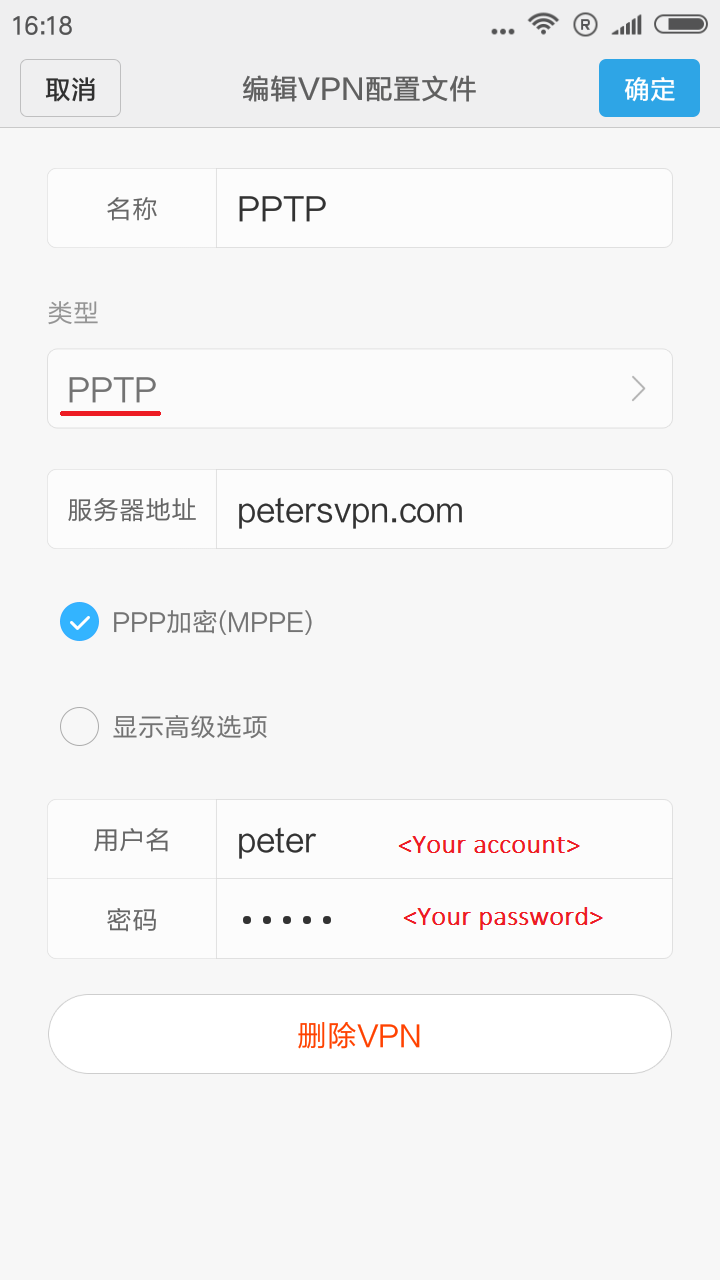 16:18
®
取消 编辑VPN配置文件 确定
名称 PPTP
类型
PPTP
服务器地址 petersvpn.com
PPP加密(MPPE)
显示高级选项
用户名 peter <Your account>
密码 ••••• <Your password>
删除VPN